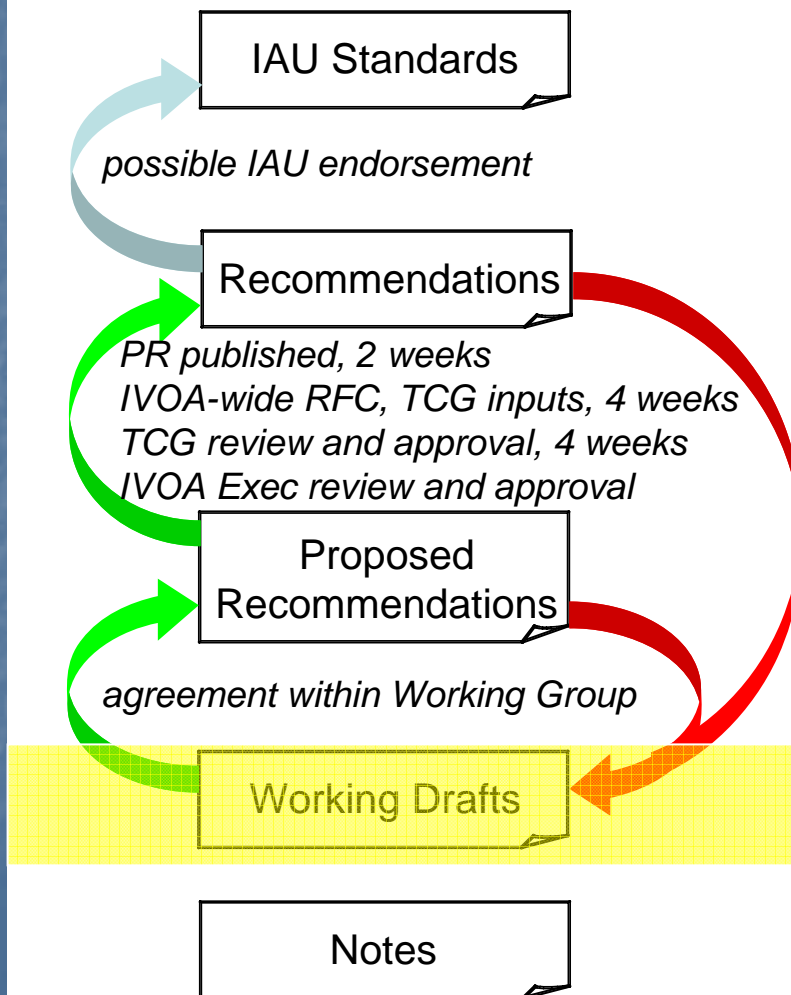 IAU Standards
possible IAU endorsement
Recommendations
PR published, 2 weeks
IVOA-wide RFC, TCG inputs, 4 weeks
TCG review and approval, 4 weeks
IVOA Exec review and approval
Proposed
Recommendations
agreement within Working Group
Working Drafts
Notes